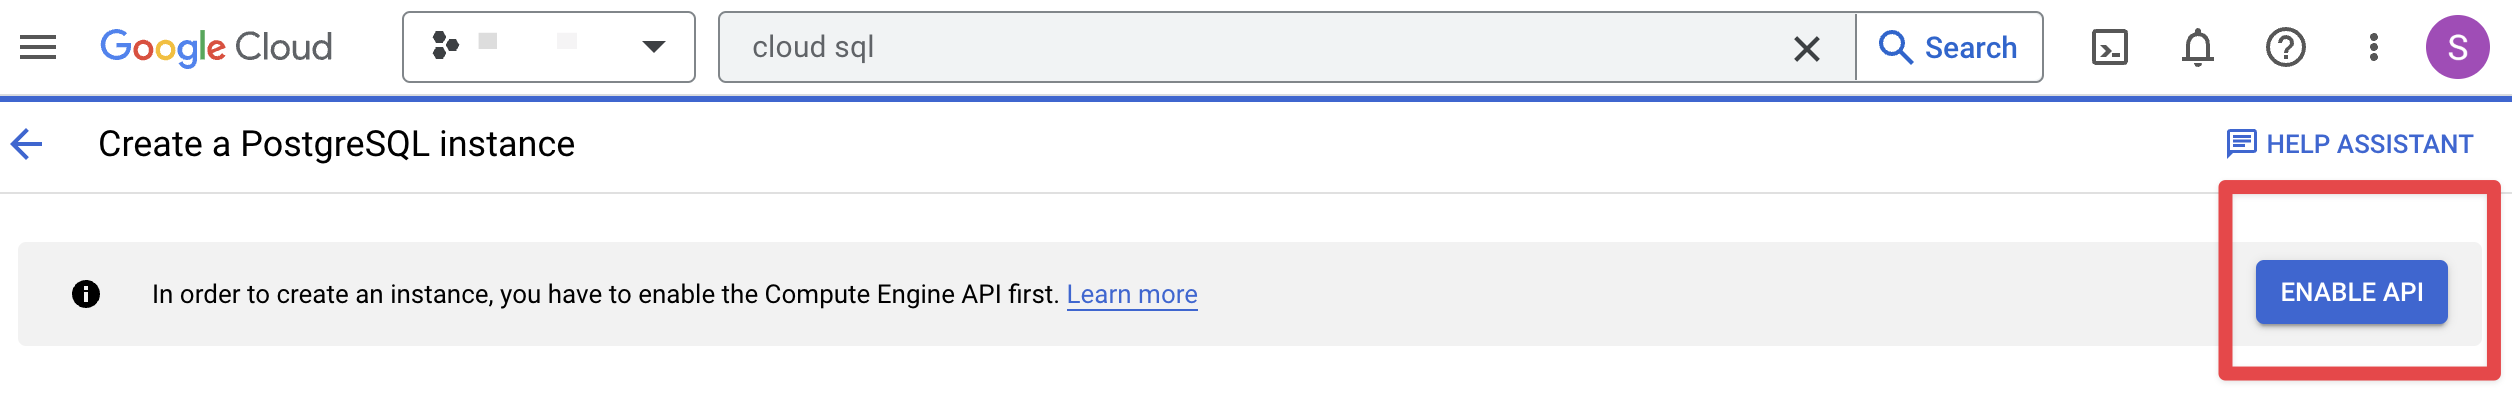 Google Cloud
cloud sql
Search
S
Create a PostgreSQL instance
HELP ASSISTANT
In order to create an instance, you have to enable the Compute Engine API first. Learn more
ENABLE API